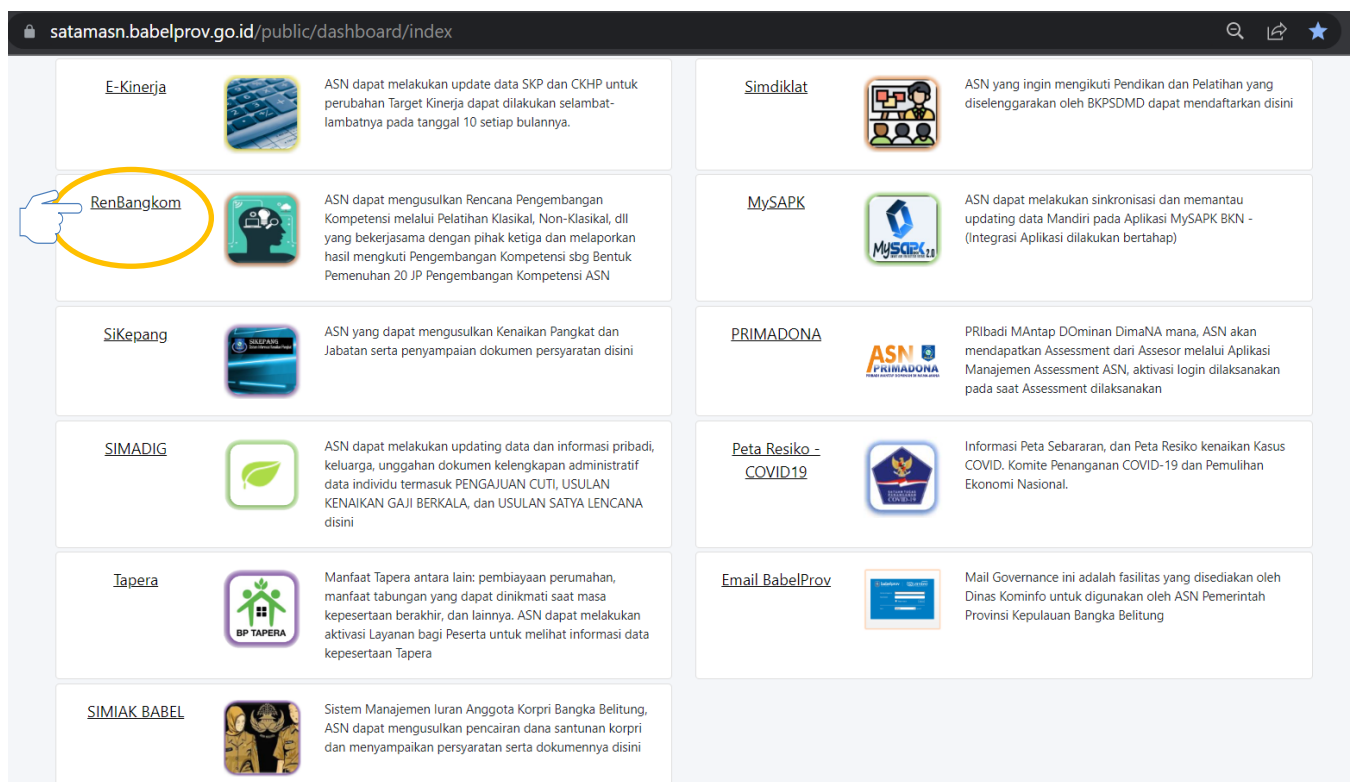 satamasn.babelprov.go.id/public/dashboard/index
E-Kinerja
ASN dapat melakukan update data SKP dan CKHP untuk
perubahan Target Kinerja dapat dilakukan selambat-
lambatnya pada tanggal 10 setiap bulannya.
Simdiklat
ASN yang ingin mengikuti Pendikan dan Pelatihan yang
diselenggarakan oleh BKPSDMD dapat mendaftarkan disini
RenBangkom
ASN dapat mengusulkan Rencana Pengembangan
Kompetensi melalui Pelatihan Klasikal, Non-Klasikal, dll
yang bekerjasama dengan pihak ketiga dan melaporkan
hasil mengkuti Pengembangan Kompetensi sbg Bentuk
Pemenuhan 20 JP Pengembangan Kompetensi ASN
MySAPK
MySAPK 2.0
ASN dapat melakukan sinkronisasi dan memantau
updating data Mandiri pada Aplikasi MySAPK BKN -
(Integrasi Aplikasi dilakukan bertahap)
SiKepang
SIKEPANG
ASN yang dapat mengusulkan Kenaikan Pangkat dan
Jabatan serta penyampaian dokumen persyaratan disini
PRIMADONA
ASN
PRIMADONA
PRIbadi MAntap DOminan DimaNA mana, ASN akan
mendapatkan Assessment dari Assesor melalui Aplikasi
Manajemen Assessment ASN, aktivasi login dilaksanakan
pada saat Assessment dilaksanakan
SIMADIG
ASN dapat melakukan updating data dan informasi pribadi,
keluarga, unggahan dokumen kelengkapan administratif
data individu termasuk PENGAJUAN CUTI, USULAN
KENAIKAN GAJI BERKALA, dan USULAN SATYA LENCANA
disini
Peta Resiko -
COVID19
COVID-19
Informasi Peta Sebararan, dan Peta Resiko kenaikan Kasus
COVID. Komite Penanganan COVID-19 dan Pemulihan
Ekonomi Nasional.
Tapera
BP TAPERA
Manfaat Tapera antara lain: pembiayaan perumahan,
manfaat tabungan yang dapat dinikmati saat masa
kepesertaan berakhir, dan lainnya. ASN dapat melakukan
aktivasi Layanan bagi Peserta untuk melihat informasi data
kepesertaan Tapera
Email BabelProv
Mail Governance ini adalah fasilitas yang disediakan oleh
Dinas Kominfo untuk digunakan oleh ASN Pemerintah
Provinsi Kepulauan Bangka Belitung
SIMIAK BABEL
Sistem Manajemen Iuran Anggota Korpri Bangka Belitung,
ASN dapat mengusulkan pencairan dana santunan korpri
dan menyampaikan persyaratan serta dokumennya disini